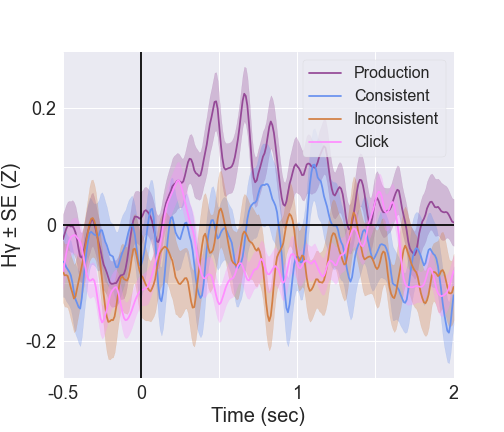 Production
Consistent
Inconsistent
Click
0.2
0
-0.2
Hγ ± SE (Z)
-0.5 0 1 2
Time (sec)